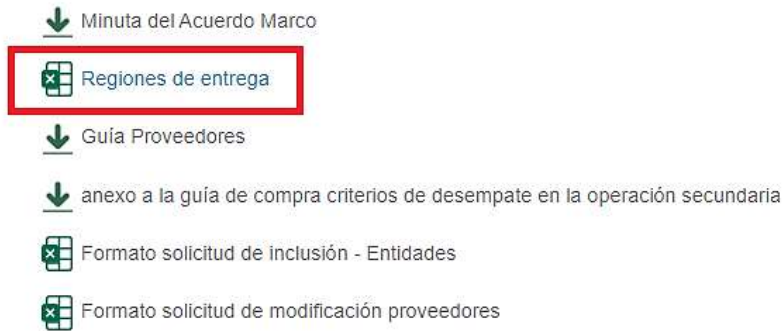 Minuta del Acuerdo Marco
Regiones de entrega
Guía Proveedores
anexo a la guía de compra criterios de desempate en la operación secundaria
Formato solicitud de inclusión - Entidades
Formato solicitud de modificación proveedores